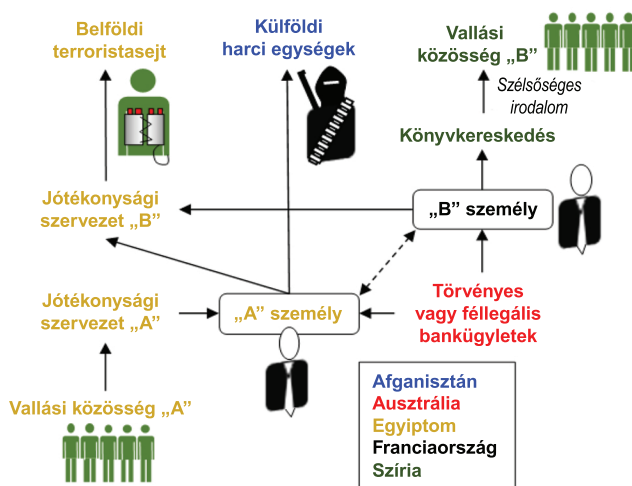 Belföldi
terroristasejt
Külföldi
harci egységek
Vallási
közösség „B”
Szélsőséges
irodalom
Könyvkereskedés
Jótékonysági
szervezet „B”
„B” személy
Jótékonysági
szervezet „A”
„A” személy
Törvényes
vagy féllegális
bankügyletek
Vallási közösség „A”
Afganisztán
Ausztrália
Egyiptom
Franciaország
Szíria